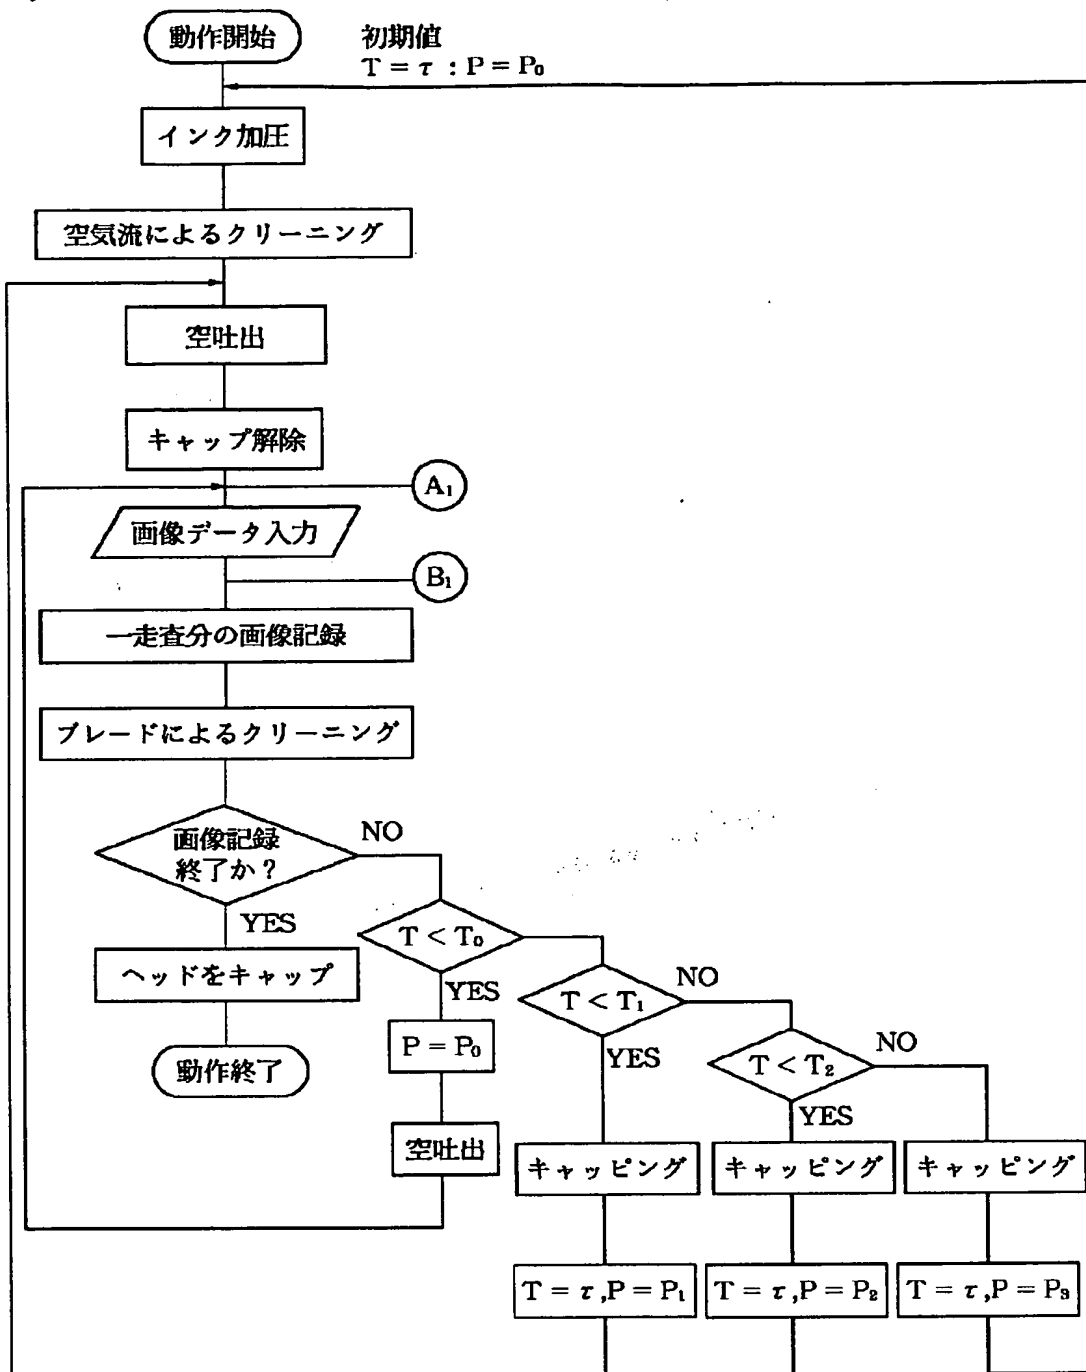 動作開始
初期値
T = τ : P = P₀
インク加圧
空気流によるクリーニング
空吐出
キャップ解除
A₁
画像データ入力
B₁
一走査分の画像記録
ブレードによるクリーニング
画像記録
終了か?
NO
YES
T < T₀
ヘッドをキャップ
YES
T < T₁
NO
P = P₀
YES
T < T₂
NO
動作終了
YES
空吐出
キャッピング
キャッピング
キャッピング
T = τ ,P = P₁
T = τ ,P = P₂
T = τ ,P = P₃